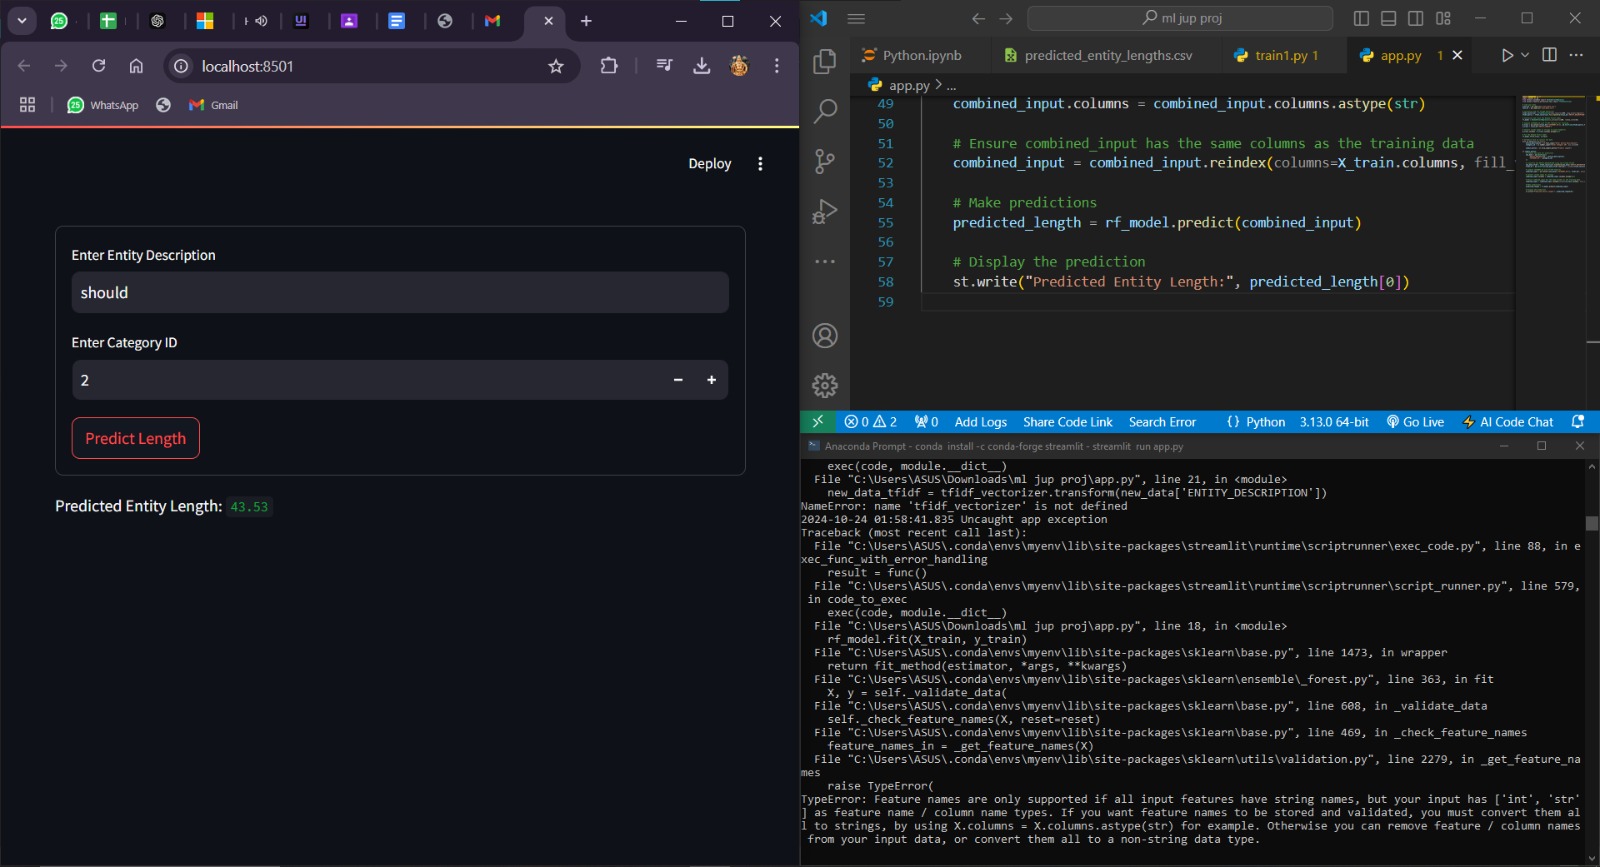 25
UI
localhost:8501
25 WhatsApp
Gmail
Deploy
Enter Entity Description
should
Enter Category ID
2
Predict Length
Predicted Entity Length: 43.53
ml jup proj
Python.ipynb
predicted_entity_lengths.csv
train1.py 1
app.py 1
app.py > ...
49 combined_input.columns = combined_input.columns.astype(str)
50
51 # Ensure combined_input has the same columns as the training data
52 combined_input = combined_input.reindex(columns=X_train.columns, fill_
53
54 # Make predictions
55 predicted_length = rf_model.predict(combined_input)
56
57 # Display the prediction
58 st.write("Predicted Entity Length:", predicted_length[0])
59
0 2 0 Add Logs Share Code Link Search Error {} Python 3.13.0 64-bit Go Live AI Code Chat
Anaconda Prompt - conda install -c conda-forge streamlit - streamlit run app.py
exec(code, module.__dict__)
File "C:\Users\ASUS\Downloads\ml jup proj\app.py", line 21, in <module>
new_data_tfidf = tfidf_vectorizer.transform(new_data['ENTITY_DESCRIPTION'])
NameError: name 'tfidf_vectorizer' is not defined
2024-10-24 01:58:41.835 Uncaught app exception
Traceback (most recent call last):
File "C:\Users\ASUS\.conda\envs\myenv\lib\site-packages\streamlit\runtime\scriptrunner\exec_code.py", line 88, in e
xec_func_with_error_handling
result = func()
File "C:\Users\ASUS\.conda\envs\myenv\lib\site-packages\streamlit\runtime\scriptrunner\script_runner.py", line 579,
in code_to_exec
exec(code, module.__dict__)
File "C:\Users\ASUS\Downloads\ml jup proj\app.py", line 18, in <module>
rf_model.fit(X_train, y_train)
File "C:\Users\ASUS\.conda\envs\myenv\lib\site-packages\sklearn\base.py", line 1473, in wrapper
return fit_method(estimator, *args, **kwargs)
File "C:\Users\ASUS\.conda\envs\myenv\lib\site-packages\sklearn\ensemble\_forest.py", line 363, in fit
X, y = self._validate_data(
File "C:\Users\ASUS\.conda\envs\myenv\lib\site-packages\sklearn\base.py", line 608, in _validate_data
self._check_feature_names(X, reset=reset)
File "C:\Users\ASUS\.conda\envs\myenv\lib\site-packages\sklearn\base.py", line 469, in _check_feature_names
feature_names_in = _get_feature_names(X)
File "C:\Users\ASUS\.conda\envs\myenv\lib\site-packages\sklearn\utils\validation.py", line 2279, in _get_feature_na
mes
raise TypeError(
TypeError: Feature names are only supported if all input features have string names, but your input has ['int', 'str'
] as feature name / column name types. If you want feature names to be stored and validated, you must convert them al
l to strings, by using X.columns = X.columns.astype(str) for example. Otherwise you can remove feature / column names
from your input data, or convert them all to a non-string data type.